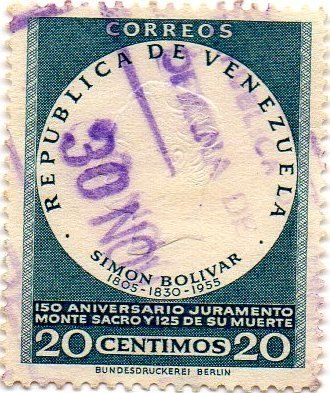 CORREOS
REPUBLICA DE VENEZUELA
30 NOV
SIMON BOLIVAR
1805-1830-1955
150 ANIVERSARIO JURAMENTO
MONTE SACRO Y 125 DE SU MUERTE
20 CENTIMOS 20
BUNDESDRUCKEREI BERLIN